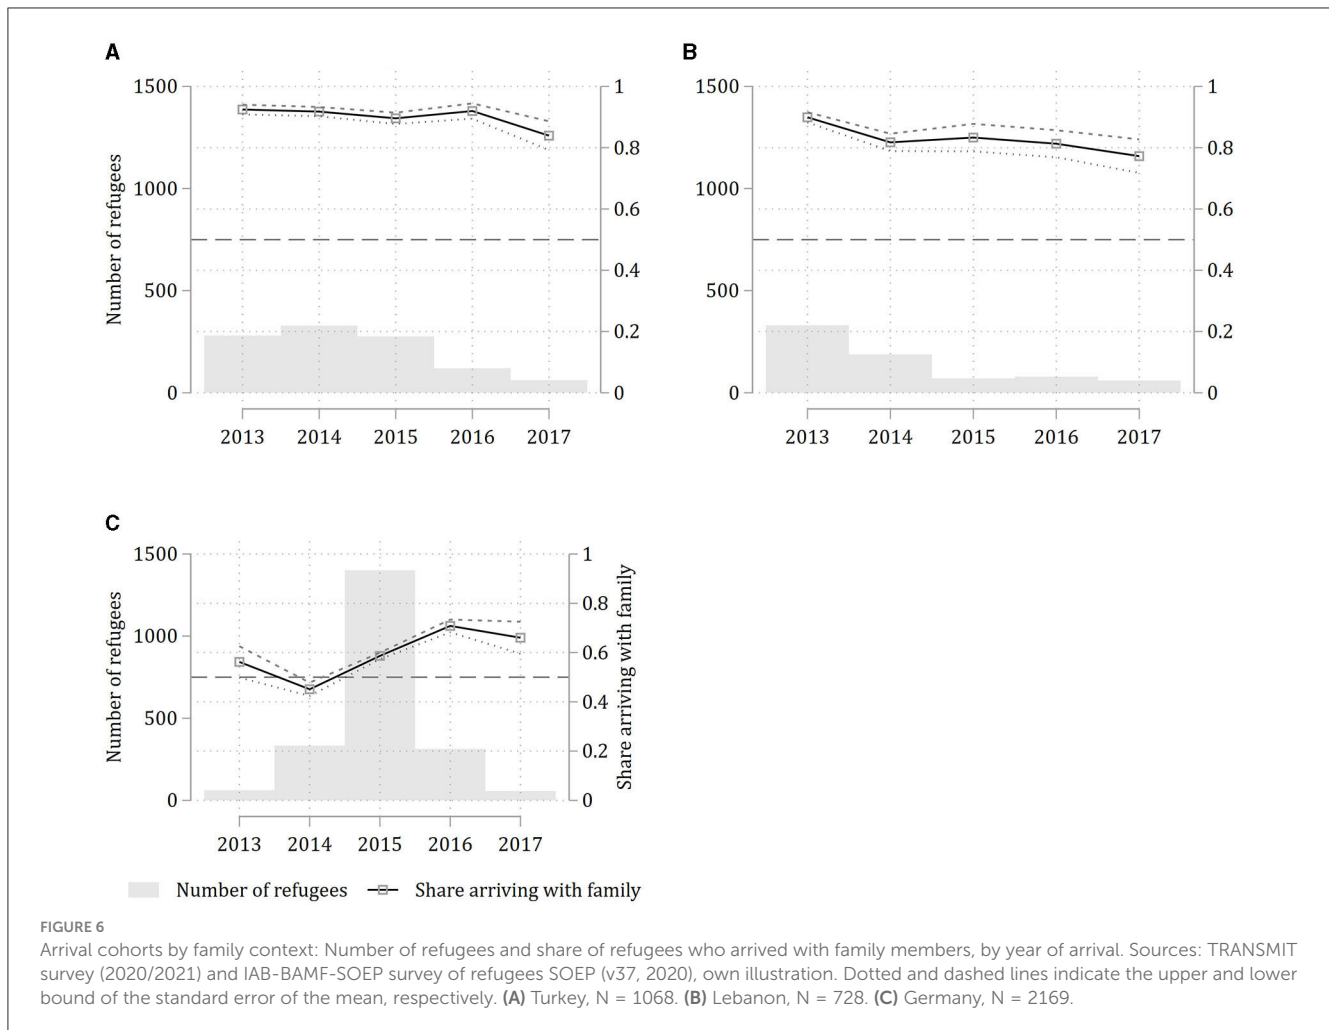 A
B
1500
1000
500
0
Number of refugees
1
0.8
0.6
0.4
0.2
0
2013 2014 2015 2016 2017
1500
1000
500
0
1
0.8
0.6
0.4
0.2
0
2013 2014 2015 2016 2017
C
1500
1000
500
0
Number of refugees
1
0.8
0.6
0.4
0.2
0
Share arriving with family
2013 2014 2015 2016 2017
Number of refugees Share arriving with family
FIGURE 6
Arrival cohorts by family context: Number of refugees and share of refugees who arrived with family members, by year of arrival. Sources: TRANSMIT
survey (2020/2021) and IAB-BAMF-SOEP survey of refugees SOEP (v37, 2020), own illustration. Dotted and dashed lines indicate the upper and lower
bound of the standard error of the mean, respectively. (A) Turkey, N = 1068. (B) Lebanon, N = 728. (C) Germany, N = 2169.